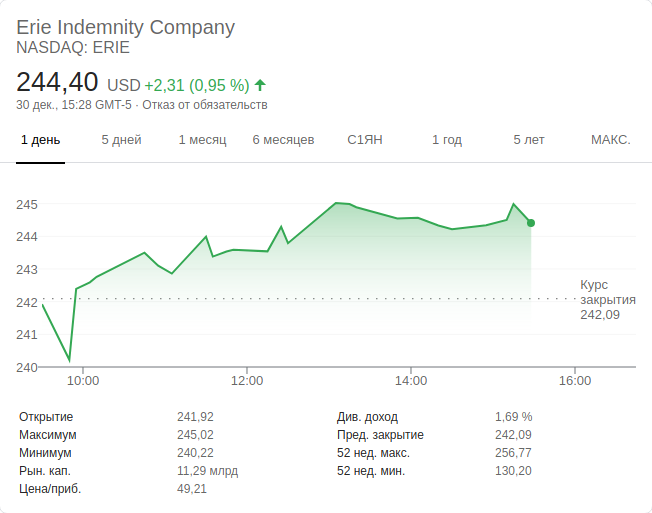 Erie Indemnity Company
NASDAQ: ERIE
244,40 USD +2,31 (0,95 %)
30 дек., 15:28 GMT-5 · Отказ от обязательств
1 день 5 дней 1 месяц 6 месяцев С1ЯН 1 год 5 лет МАКС.
245
244
243
242
241
240
Курс
закрытия
242,09
10:00 12:00 14:00 16:00
Открытие 241,92 Див. доход 1,69 %
Максимум 245,02 Пред. закрытие 242,09
Минимум 240,22 52 нед. макс. 256,77
Рын. кап. 11,29 млрд 52 нед. мин. 130,20
Цена/приб. 49,21